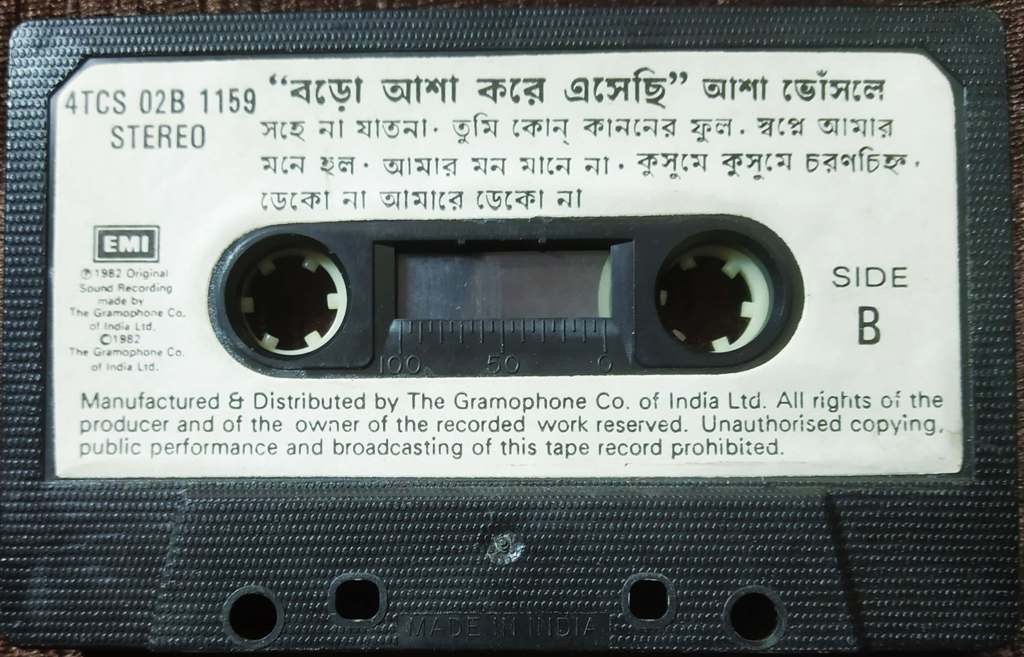 4TCS 02B 1159
STEREO
“বড়ো আশা করে এসেছি” আশা ভোঁসলে
সহে না যাতনা · তুমি কোন্ কাননের ফুল · স্বপ্নে আমার
মনে হল · আমার মন মানে না · কুসুমে কুসুমে চরণচিহ্ন ·
ডেকো না আমারে ডেকো না
EMI
℗1982 Original
Sound Recording
made by
The Gramophone Co.
of India Ltd.
©1982
The Gramophone Co.
of India Ltd.
SIDE
B
100 50 0
Manufactured & Distributed by The Gramophone Co. of India Ltd. All rights of the
producer and of the owner of the recorded work reserved. Unauthorised copying,
public performance and broadcasting of this tape record prohibited.
MADE IN INDIA